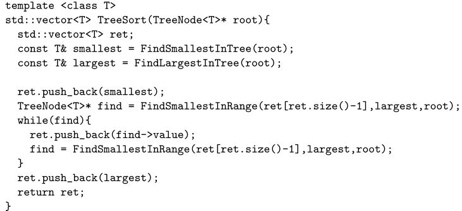 template <class T>
std::vector<T> TreeSort(TreeNode<T>* root){
  std::vector<T> ret;
  const T& smallest = FindSmallestInTree(root);
  const T& largest = FindLargestInTree(root);

  ret.push_back(smallest);
  TreeNode<T>* find = FindSmallestInRange(ret[ret.size()-1],largest,root);
  while(find){
    ret.push_back(find->value);
    find = FindSmallestInRange(ret[ret.size()-1],largest,root);
  }
  ret.push_back(largest);
  return ret;
}